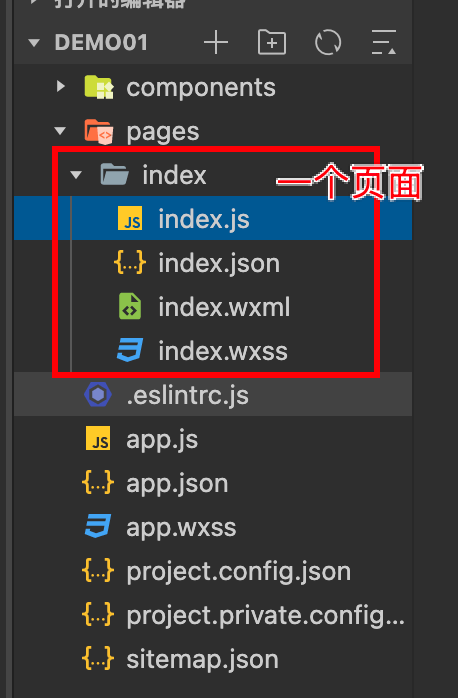 打开的编辑器
DEMO01
components
pages
index
一个页面
JS index.js
{...} index.json
index.wxml
index.wxss
.eslintrc.js
JS app.js
{...} app.json
app.wxss
{...} project.config.json
{...} project.private.config...
{...} sitemap.json